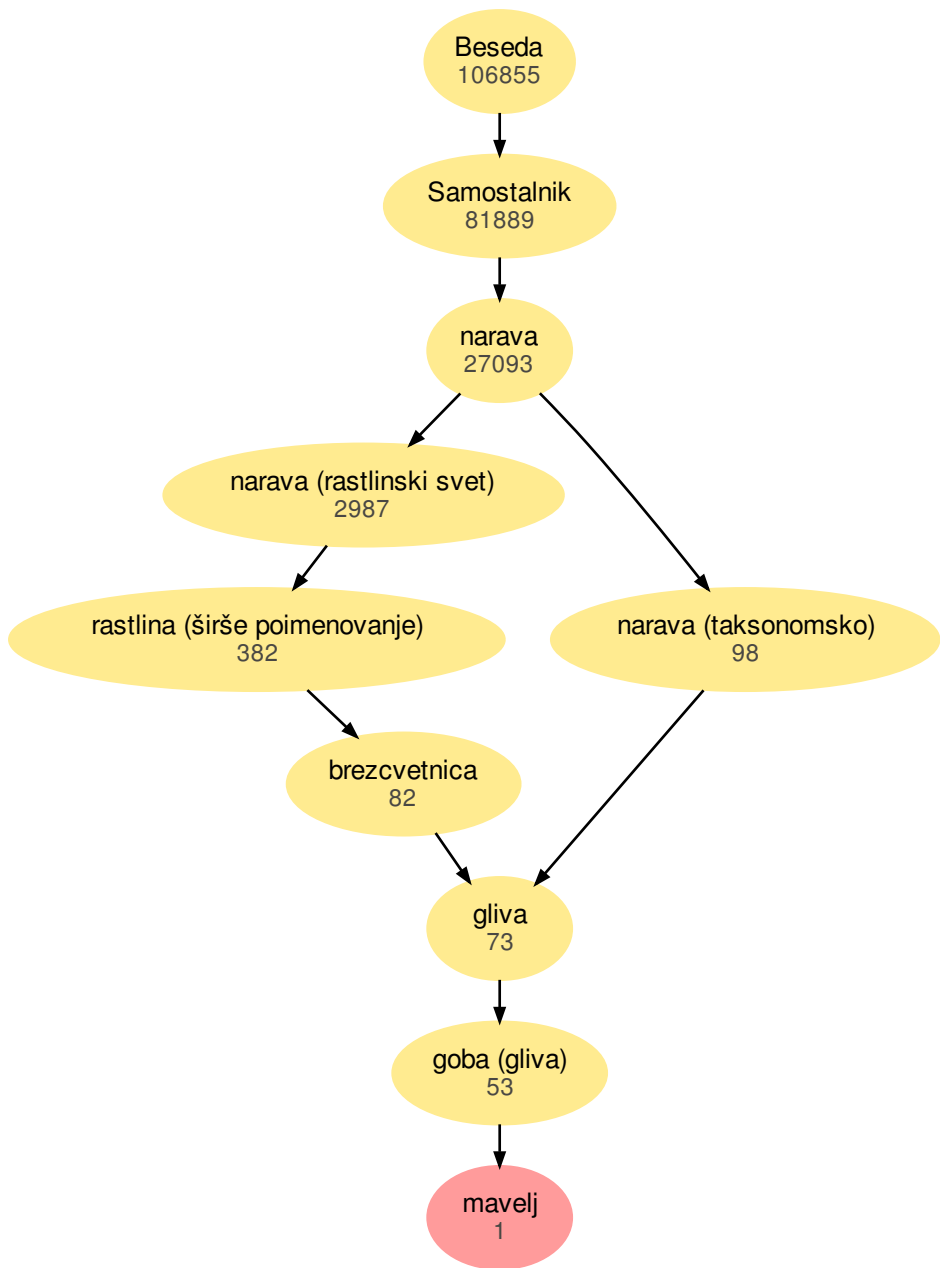 Beseda
106855
Samostalnik
81889
narava
27093
narava (rastlinski svet)
2987
rastlina (širše poimenovanje)
382
narava (taksonomsko)
98
brezcvetnica
82
gliva
73
goba (gliva)
53
mavelj
1